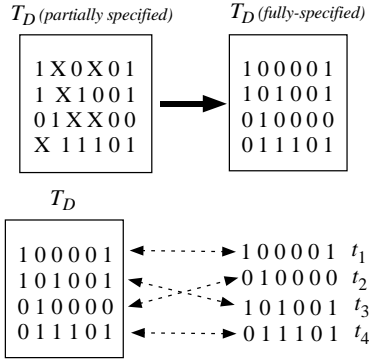 T_D (partially specified)
T_D (fully-specified)
1 X 0 X 0 1
1 X 1 0 0 1
0 1 X X 0 0
X 1 1 1 0 1
1 0 0 0 0 1
1 0 1 0 0 1
0 1 0 0 0 0
0 1 1 1 0 1
T_D
1 0 0 0 0 1
1 0 1 0 0 1
0 1 0 0 0 0
0 1 1 1 0 1
1 0 0 0 0 1 t_1
0 1 0 0 0 0 t_2
1 0 1 0 0 1 t_3
0 1 1 1 0 1 t_4